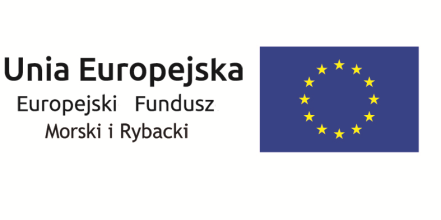 Unia Europejska
Europejski Fundusz
Morski i Rybacki